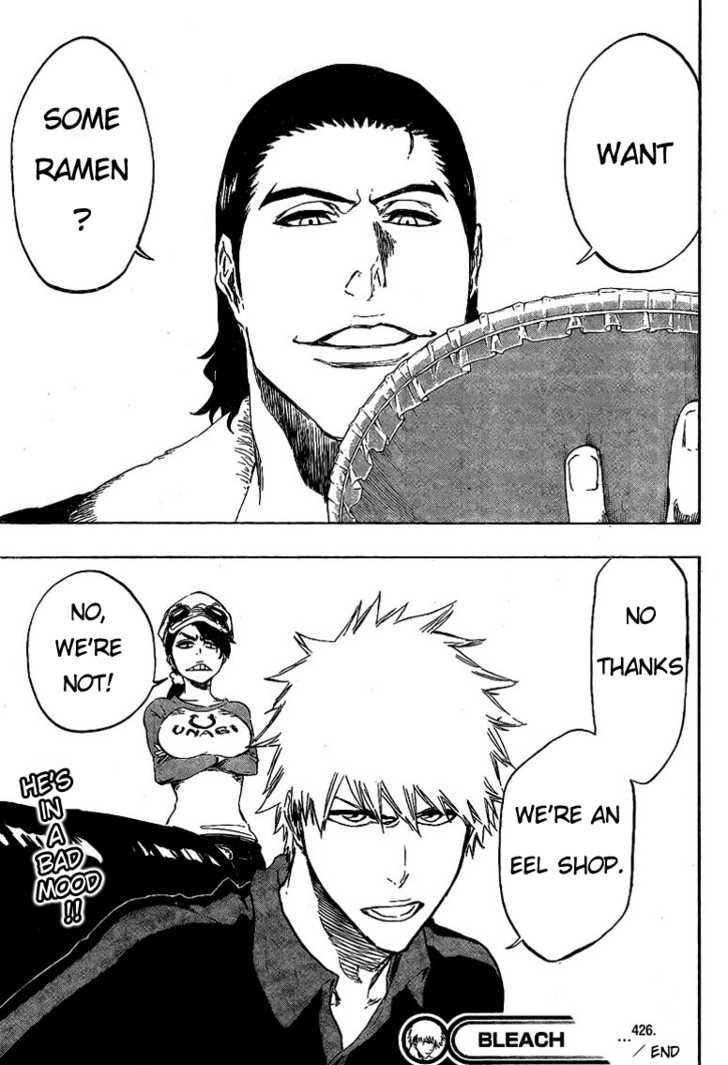 WANT
SOME
RAMEN
?
NO
THANKS
WE'RE AN
EEL SHOP.
NO,
WE'RE
NOT!
UNAGI
HE'S
IN
A
BAD
MOOD
!!
BLEACH
426.
...
/ END